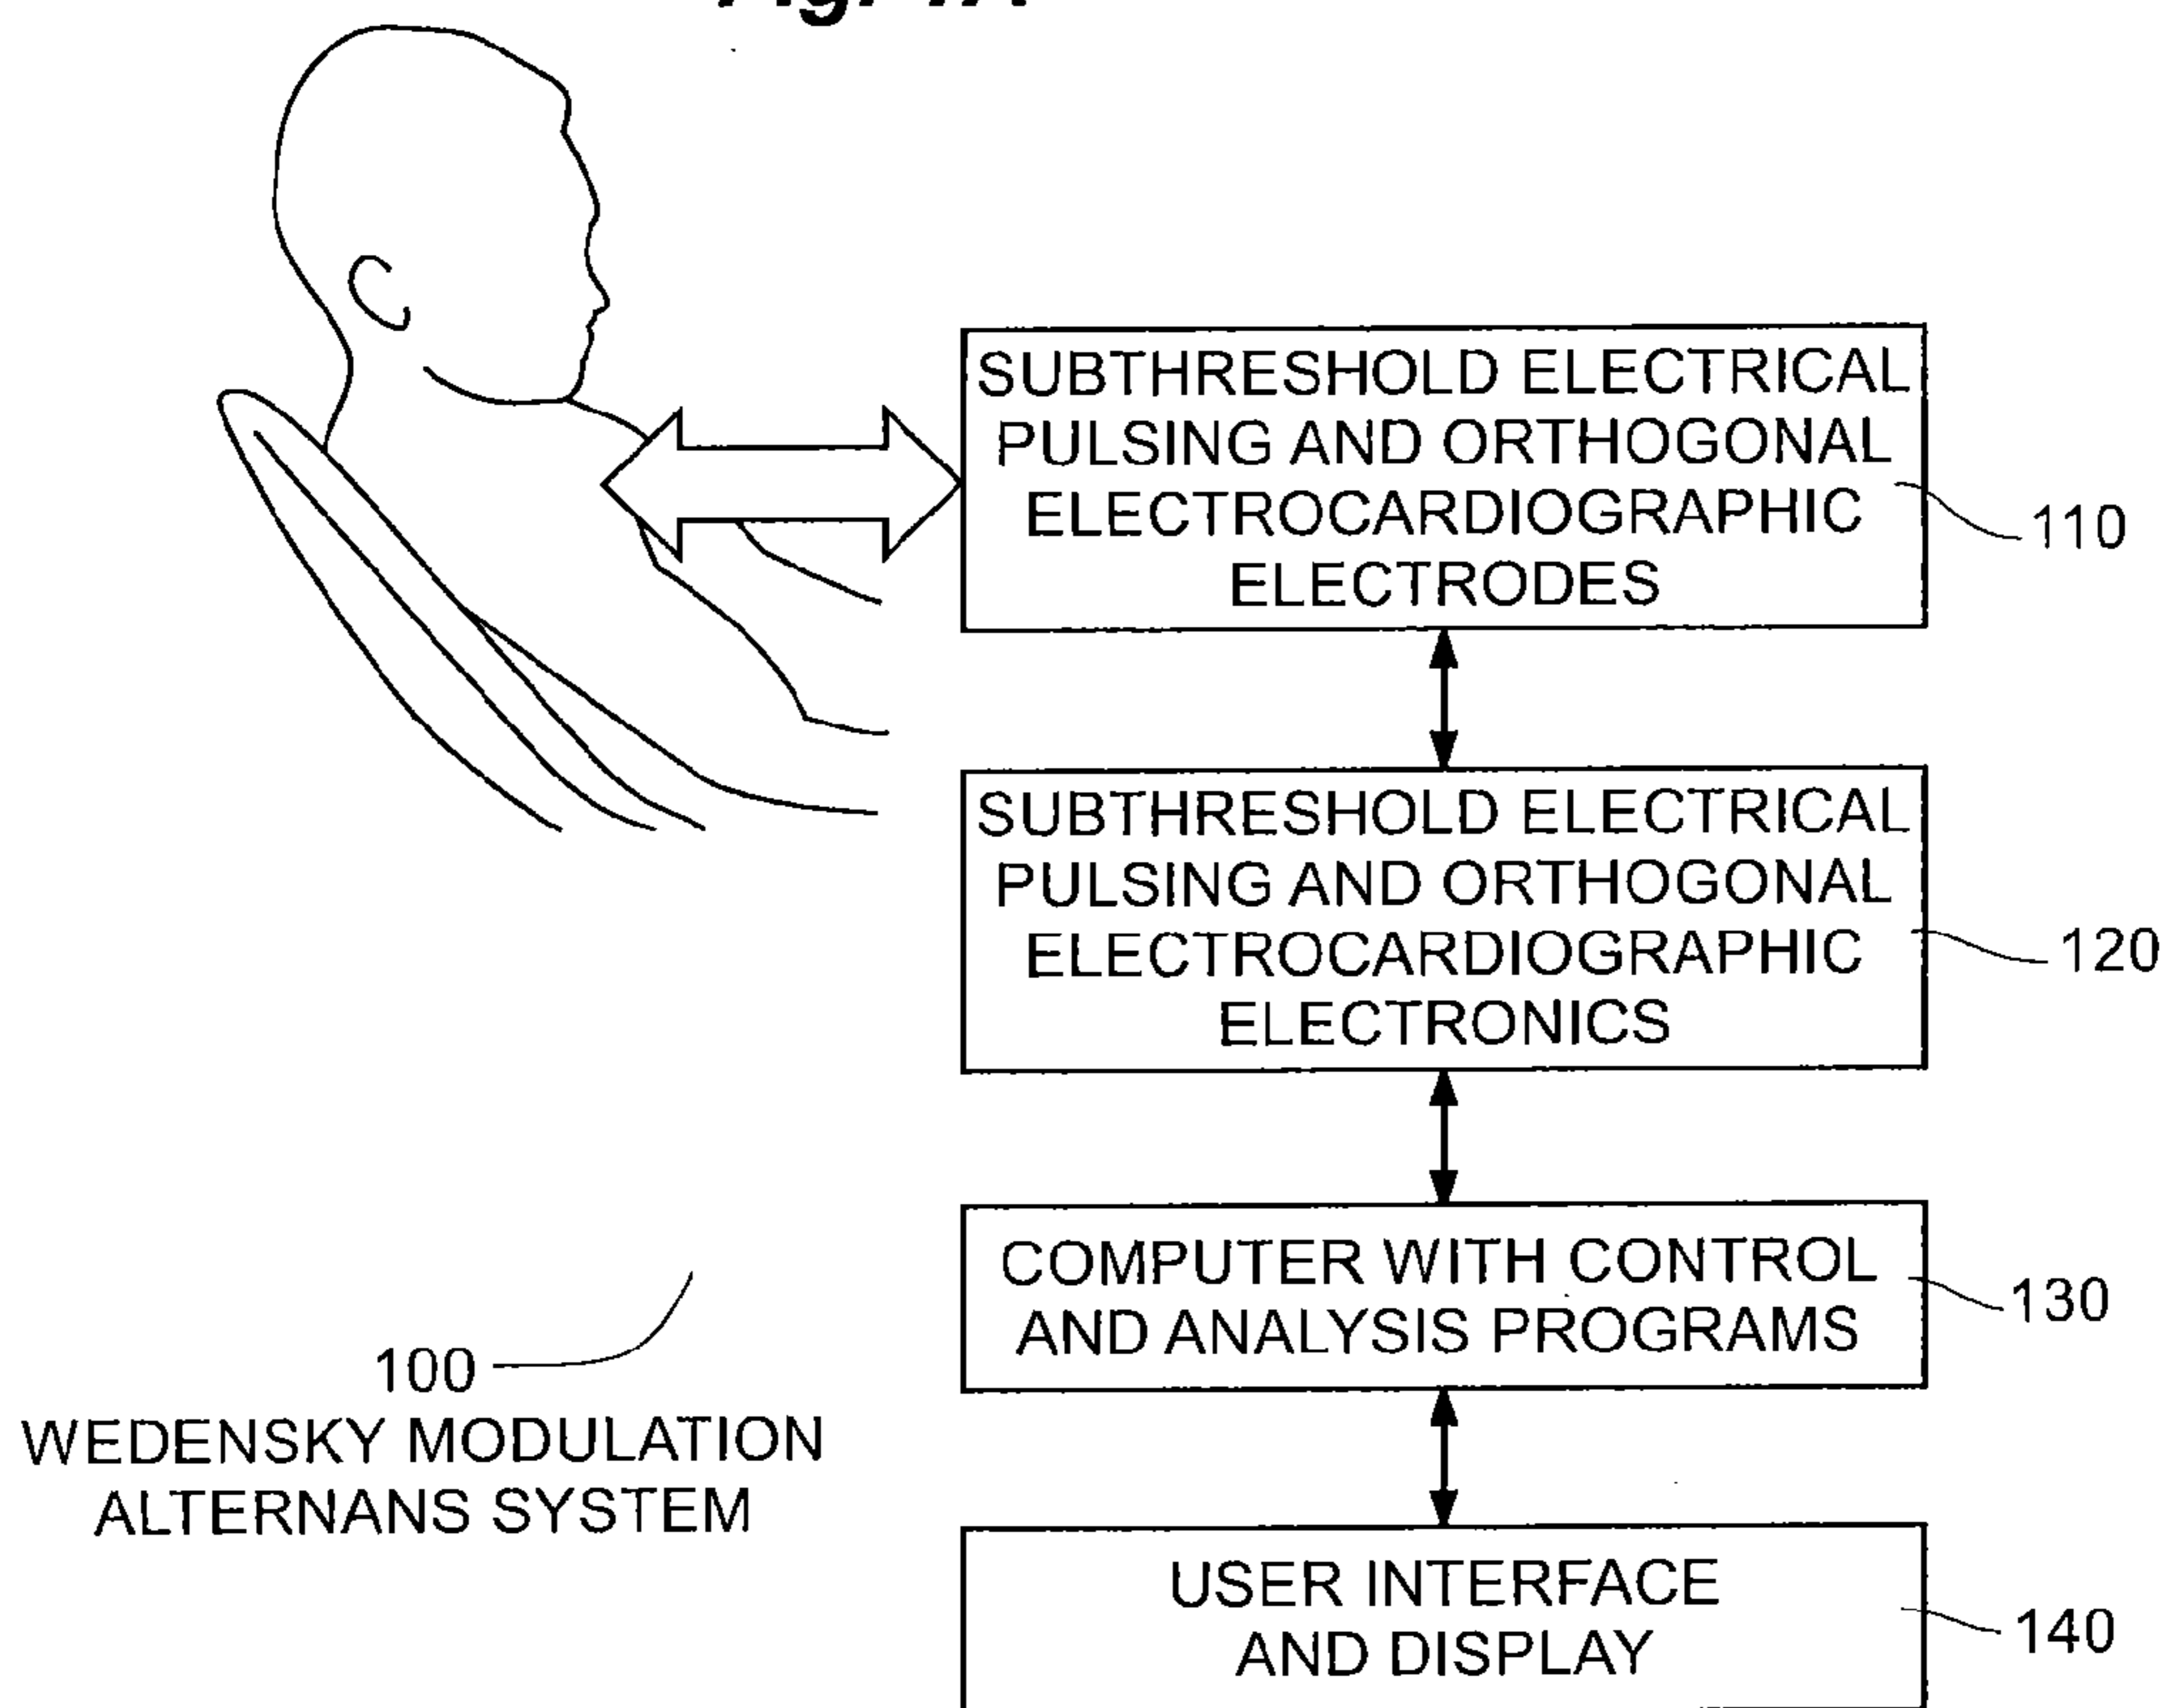 SUBTHRESHOLD ELECTRICAL
PULSING AND ORTHOGONAL
ELECTROCARDIOGRAPHIC
ELECTRODES
110
SUBTHRESHOLD ELECTRICAL
PULSING AND ORTHOGONAL
ELECTROCARDIOGRAPHIC
ELECTRONICS
120
COMPUTER WITH CONTROL
AND ANALYSIS PROGRAMS
130
100
WEDENSKY MODULATION
ALTERNANS SYSTEM
USER INTERFACE
AND DISPLAY
140